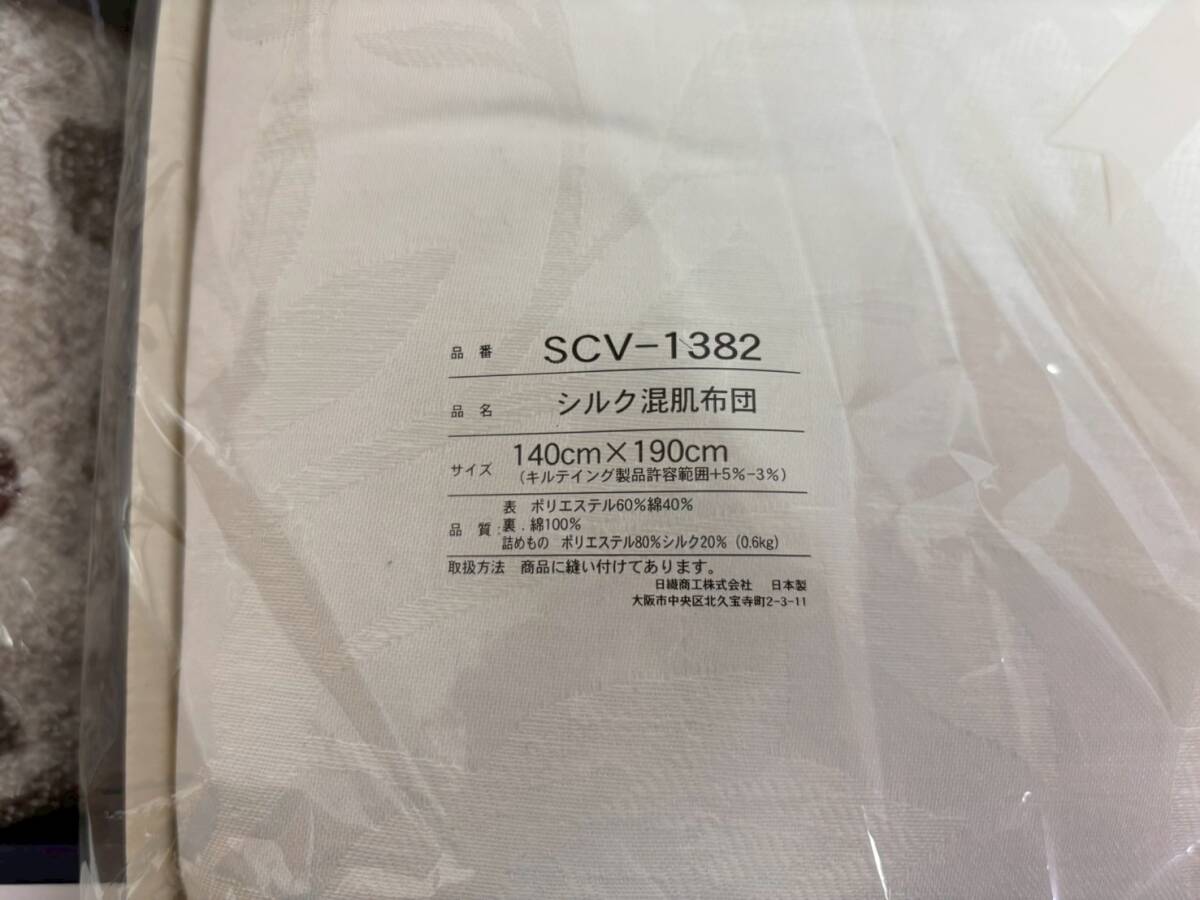 品番 SCV-1382
品名 シルク混肌布団
サイズ 140cm×190cm
(キルテイング製品許容範囲+5%-3%)
表 ポリエステル60%綿40%
品質:裏.綿100%
詰めもの ポリエステル80%シルク20%(0.6kg)
取扱方法 商品に縫い付けてあります。
日繊商工株式会社 日本製
大阪市中央区北久宝寺町2-3-11